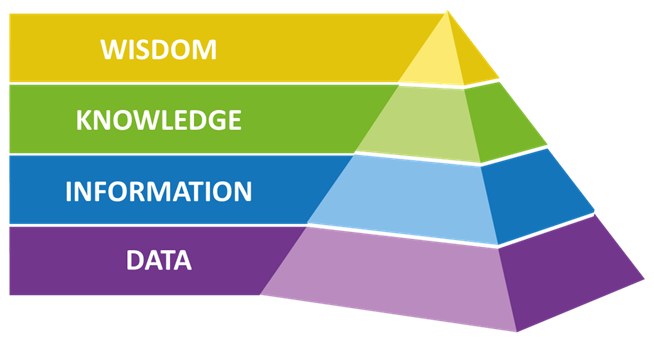 WISDOM
KNOWLEDGE
INFORMATION
DATA